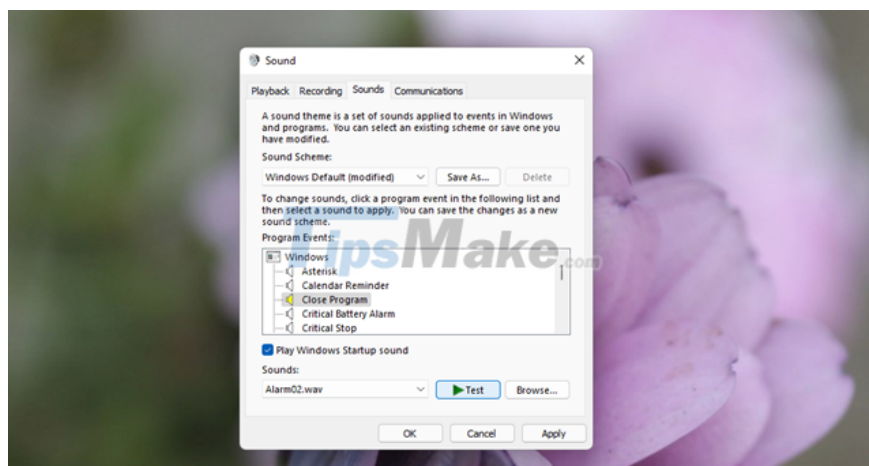 Sound
Playback Recording Sounds Communications
A sound theme is a set of sounds applied to events in Windows
and programs. You can select an existing scheme or save one you
have modified.
Sound Scheme:
Windows Default (modified) Save As... Delete
To change sounds, click a program event in the following list and
then select a sound to apply. You can save the changes as a new
sound scheme.
Program Events:
TipsMake.com
Windows
Asterisk
Calendar Reminder
Close Program
Critical Battery Alarm
Critical Stop
Play Windows Startup sound
Sounds:
Alarm02.wav Test Browse...
OK Cancel Apply